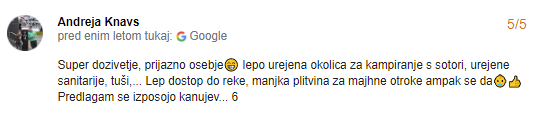 Andreja Knavs
5/5
pred enim letom tukaj: Google
Super dozivetje, prijazno osebje😁 lepo urejena okolica za kampiranje s sotori, urejene
sanitarije, tuši,... Lep dostop do reke, manjka plitvina za majhne otroke ampak se da😢👍
Predlagam se izposojo kanujev... 6